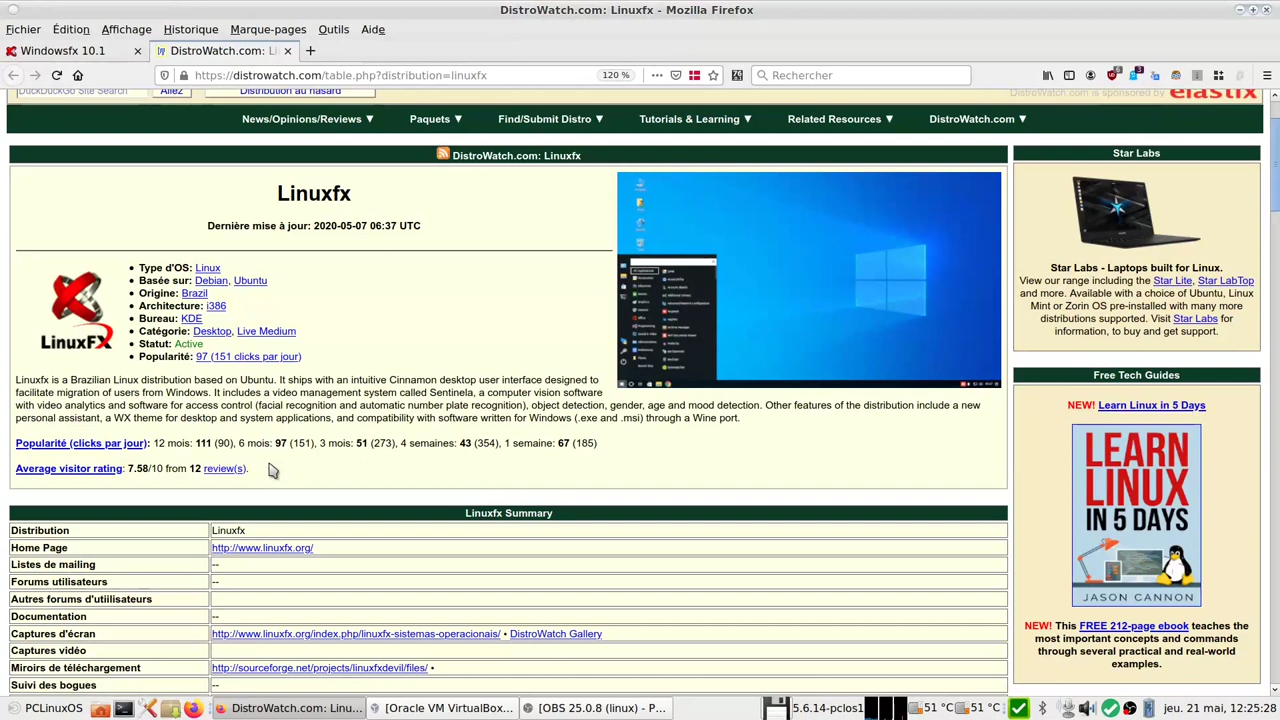 DistroWatch.com: Linuxfx - Mozilla Firefox
Fichier Édition Affichage Historique Marque-pages Outils Aide
Windowsfx 10.1 × DistroWatch.com: Li × +
https://distrowatch.com/table.php?distribution=linuxfx 120 % Rechercher
DuckDuckGo Site Search Allez Distribution au hasard DistroWatch.com is sponsored by elastix
News/Opinions/Reviews ▼ Paquets ▼ Find/Submit Distro ▼ Tutorials & Learning ▼ Related Resources ▼ DistroWatch.com ▼
DistroWatch.com: Linuxfx
Linuxfx
Dernière mise à jour: 2020-05-07 06:37 UTC
LinuxFX
• Type d'OS: Linux
• Basée sur: Debian, Ubuntu
• Origine: Brazil
• Architecture: i386
• Bureau: KDE
• Catégorie: Desktop, Live Medium
• Statut: Active
• Popularité: 97 (151 clicks par jour)
Linuxfx is a Brazilian Linux distribution based on Ubuntu. It ships with an intuitive Cinnamon desktop user interface designed to
facilitate migration of users from Windows. It includes a video management system called Sentinela, a computer vision software
with video analytics and software for access control (facial recognition and automatic number plate recognition), object detection, gender, age and mood detection. Other features of the distribution include a new
personal assistant, a WX theme for desktop and system applications, and compatibility with software written for Windows (.exe and .msi) through a Wine port.
Popularité (clicks par jour): 12 mois: 111 (90), 6 mois: 97 (151), 3 mois: 51 (273), 4 semaines: 43 (354), 1 semaine: 67 (185)
Average visitor rating: 7.58/10 from 12 review(s).
Linuxfx Summary
Distribution Linuxfx
Home Page http://www.linuxfx.org/
Listes de mailing --
Forums utilisateurs --
Autres forums d'utiilisateurs
Documentation --
Captures d'écran http://www.linuxfx.org/index.php/linuxfx-sistemas-operacionais/ • DistroWatch Gallery
Captures vidéo
Miroirs de téléchargement http://sourceforge.net/projects/linuxfxdevil/files/ •
Suivi des bogues --
Star Labs
Star Labs - Laptops built for Linux.
View our range including the Star Lite, Star LabTop
and more. Available with a choice of Ubuntu, Linux
Mint or Zorin OS pre-installed with many more
distributions supported. Visit Star Labs for
information, to buy and get support.
Free Tech Guides
NEW! Learn Linux in 5 Days
LEARN
LINUX
IN 5 DAYS
JASON CANNON
NEW! This FREE 212-page ebook teaches the
most important concepts and commands
through several practical and real-world
examples.
PCLinuxOS DistroWatch.com: Linu... [Oracle VM VirtualBox... [OBS 25.0.8 (linux) - P... 5.6.14-pclos1 51 °C 51 °C jeu. 21 mai, 12:25:28